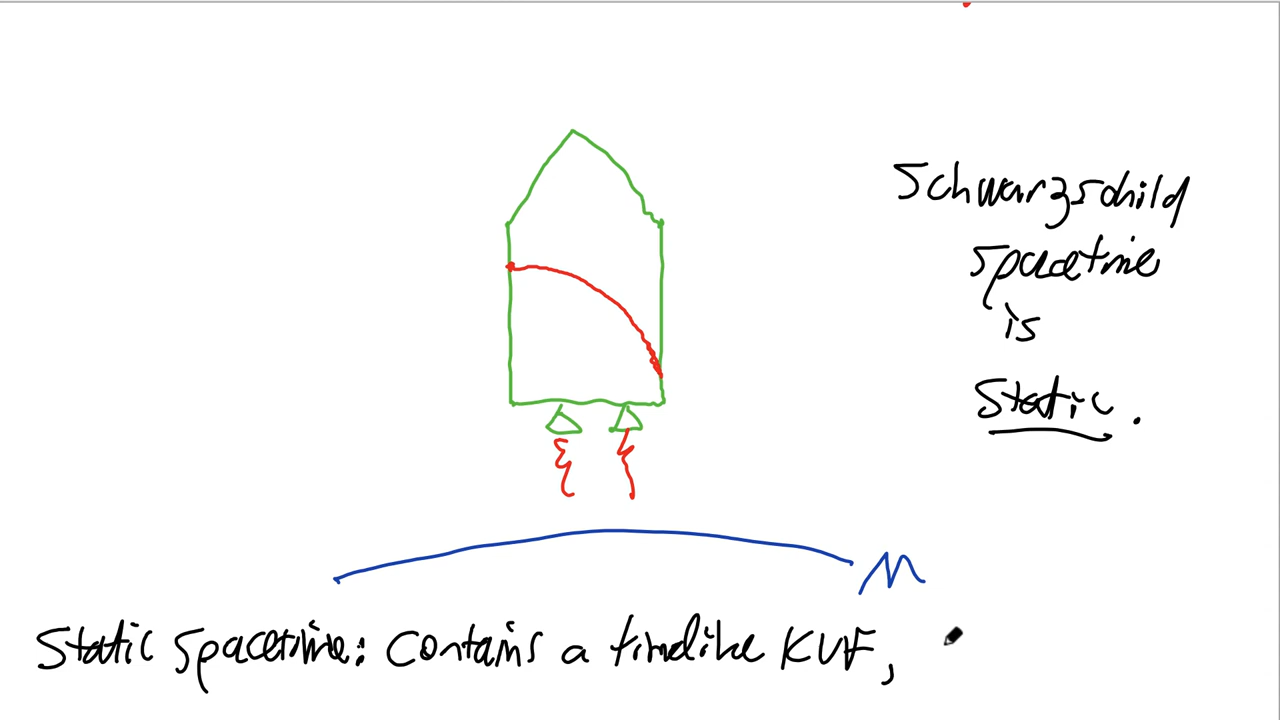 Schwarzschild
spacetime
is
Static.
M
Static Spacetime: Contains a timelike KVF,